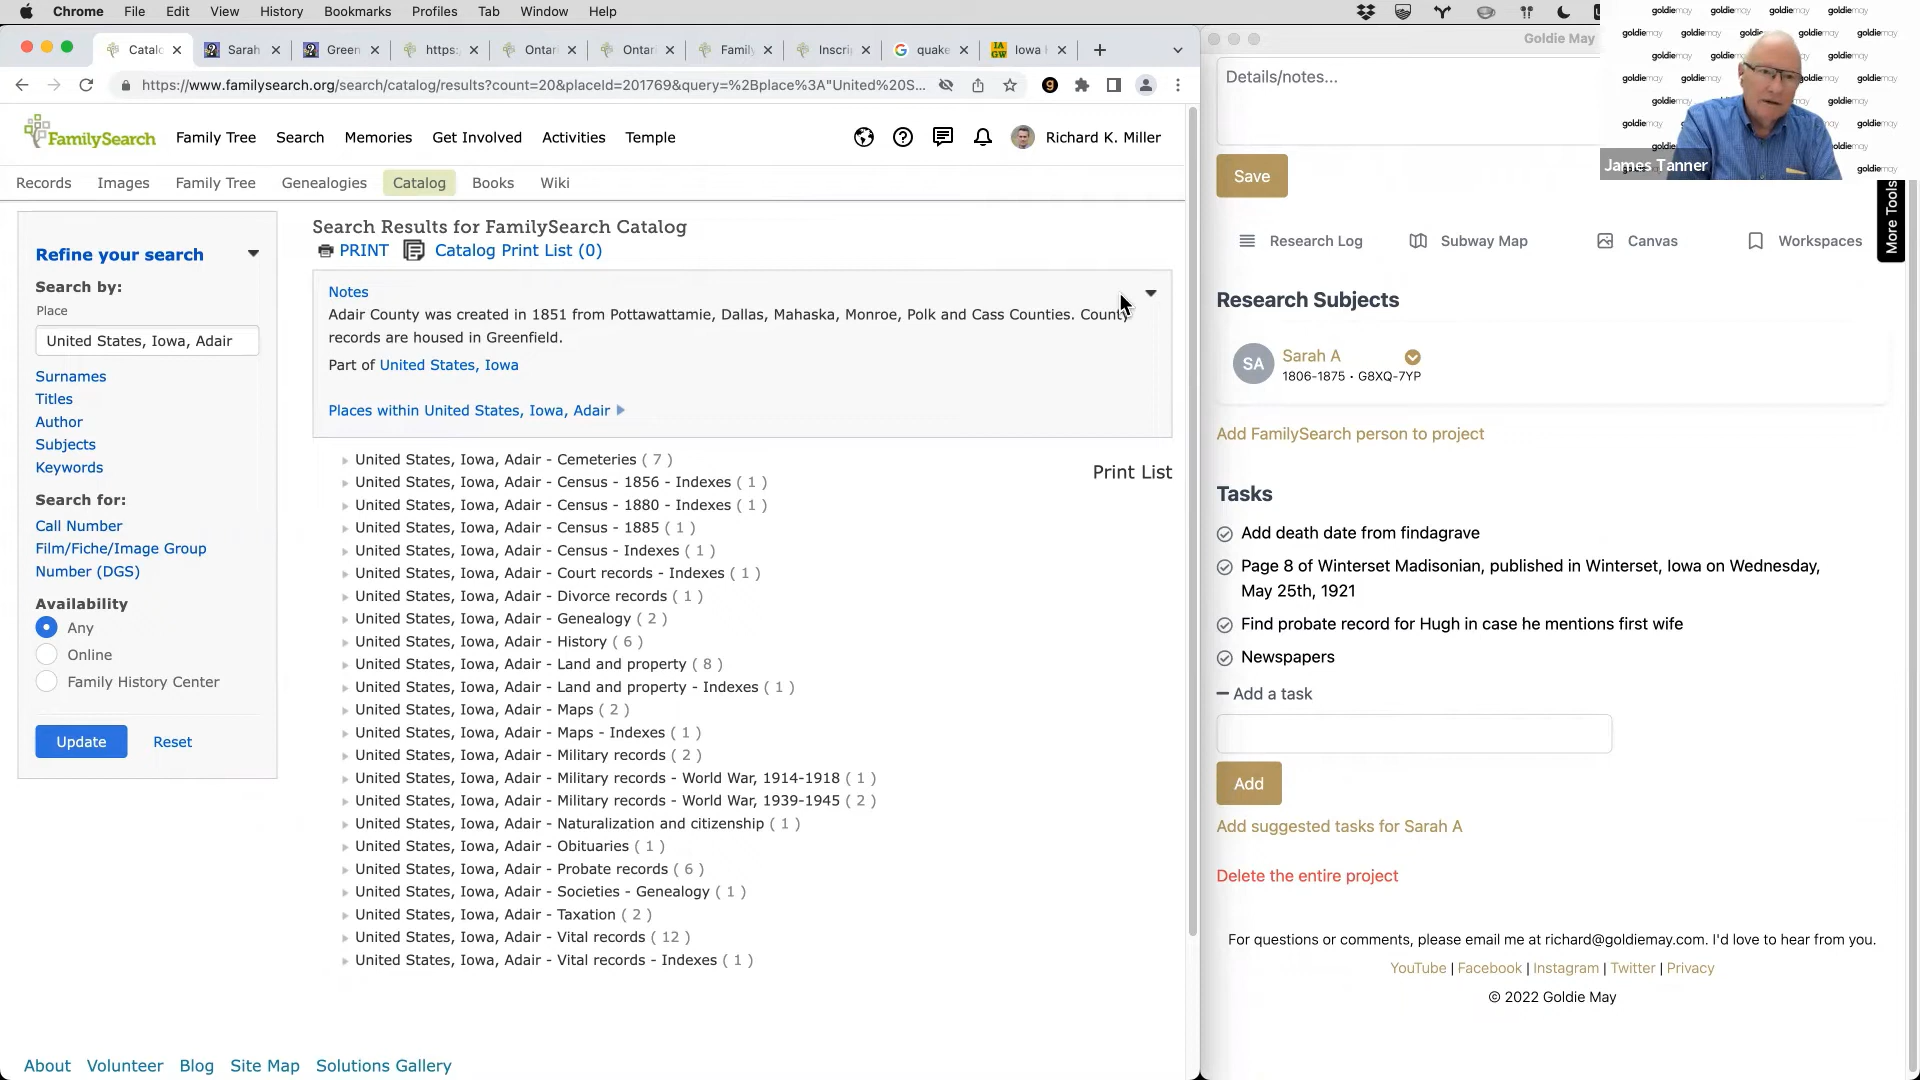 Chrome File Edit View History Bookmarks Profiles Tab Window Help
Catalo Sarah Green https: Ontari Ontari Family Inscri quake Iowa
https://www.familysearch.org/search/catalog/results?count=20&placeId=201769&query=%2Bplace%3A"United%20S...
FamilySearch Family Tree Search Memories Get Involved Activities Temple Richard K. Miller
Records Images Family Tree Genealogies Catalog Books Wiki
Refine your search
Search by:
Place
United States, Iowa, Adair
Surnames
Titles
Author
Subjects
Keywords
Search for:
Call Number
Film/Fiche/Image Group
Number (DGS)
Availability
Any
Online
Family History Center
Update Reset
Search Results for FamilySearch Catalog
PRINT Catalog Print List (0)
Notes
Adair County was created in 1851 from Pottawattamie, Dallas, Mahaska, Monroe, Polk and Cass Counties. County
records are housed in Greenfield.
Part of United States, Iowa
Places within United States, Iowa, Adair
Print List
United States, Iowa, Adair - Cemeteries ( 7 )
United States, Iowa, Adair - Census - 1856 - Indexes ( 1 )
United States, Iowa, Adair - Census - 1880 - Indexes ( 1 )
United States, Iowa, Adair - Census - 1885 ( 1 )
United States, Iowa, Adair - Census - Indexes ( 1 )
United States, Iowa, Adair - Court records - Indexes ( 1 )
United States, Iowa, Adair - Divorce records ( 1 )
United States, Iowa, Adair - Genealogy ( 2 )
United States, Iowa, Adair - History ( 6 )
United States, Iowa, Adair - Land and property ( 8 )
United States, Iowa, Adair - Land and property - Indexes ( 1 )
United States, Iowa, Adair - Maps ( 2 )
United States, Iowa, Adair - Maps - Indexes ( 1 )
United States, Iowa, Adair - Military records ( 2 )
United States, Iowa, Adair - Military records - World War, 1914-1918 ( 1 )
United States, Iowa, Adair - Military records - World War, 1939-1945 ( 2 )
United States, Iowa, Adair - Naturalization and citizenship ( 1 )
United States, Iowa, Adair - Obituaries ( 1 )
United States, Iowa, Adair - Probate records ( 6 )
United States, Iowa, Adair - Societies - Genealogy ( 1 )
United States, Iowa, Adair - Taxation ( 2 )
United States, Iowa, Adair - Vital records ( 12 )
United States, Iowa, Adair - Vital records - Indexes ( 1 )
About Volunteer Blog Site Map Solutions Gallery
Goldie May
Details/notes...
Save
goldiemay goldiemay goldiemay goldiemay
James Tanner
More Tools
Research Log Subway Map Canvas Workspaces
Research Subjects
SA Sarah A
1806-1875 • G8XQ-7YP
Add FamilySearch person to project
Tasks
Add death date from findagrave
Page 8 of Winterset Madisonian, published in Winterset, Iowa on Wednesday,
May 25th, 1921
Find probate record for Hugh in case he mentions first wife
Newspapers
Add a task
Add
Add suggested tasks for Sarah A
Delete the entire project
For questions or comments, please email me at richard@goldiemay.com. I'd love to hear from you.
YouTube | Facebook | Instagram | Twitter | Privacy
© 2022 Goldie May